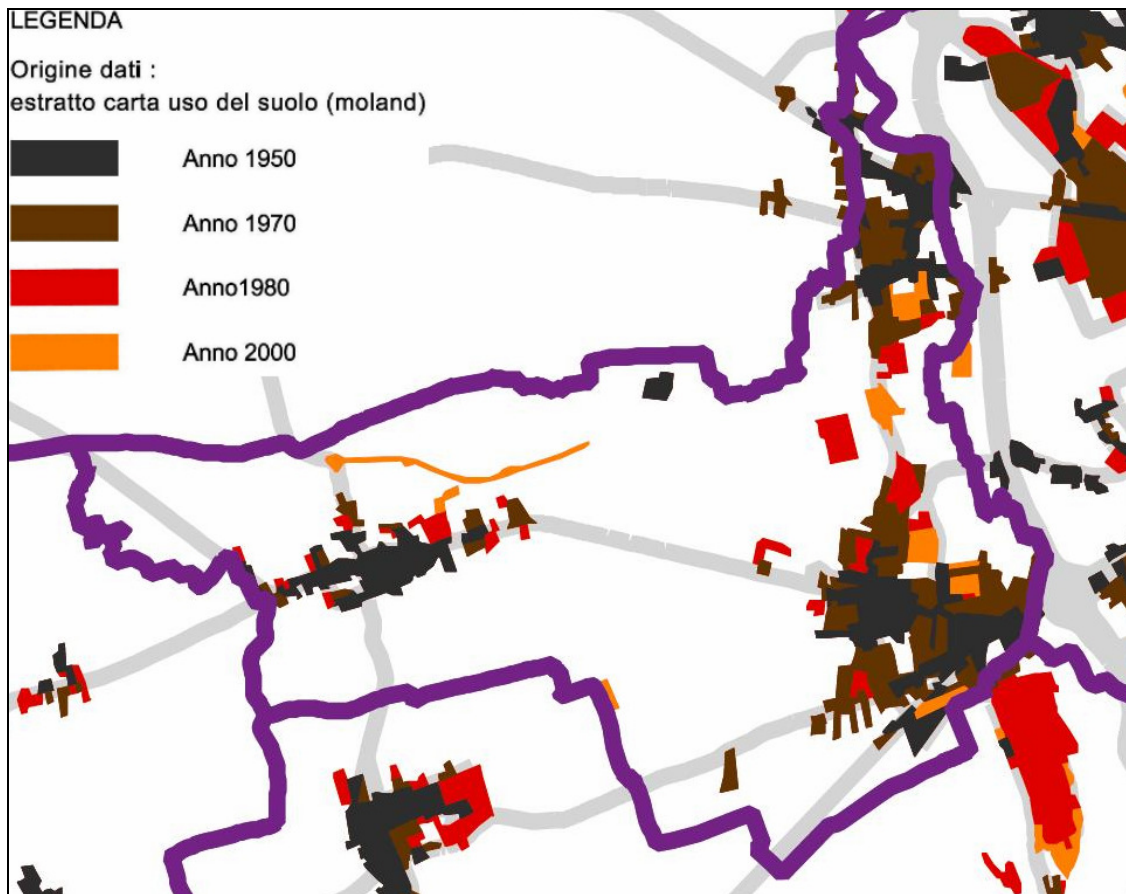 LEGENDA
Origine dati :
estratto carta uso del suolo (moland)
Anno 1950
Anno 1970
Anno1980
Anno 2000